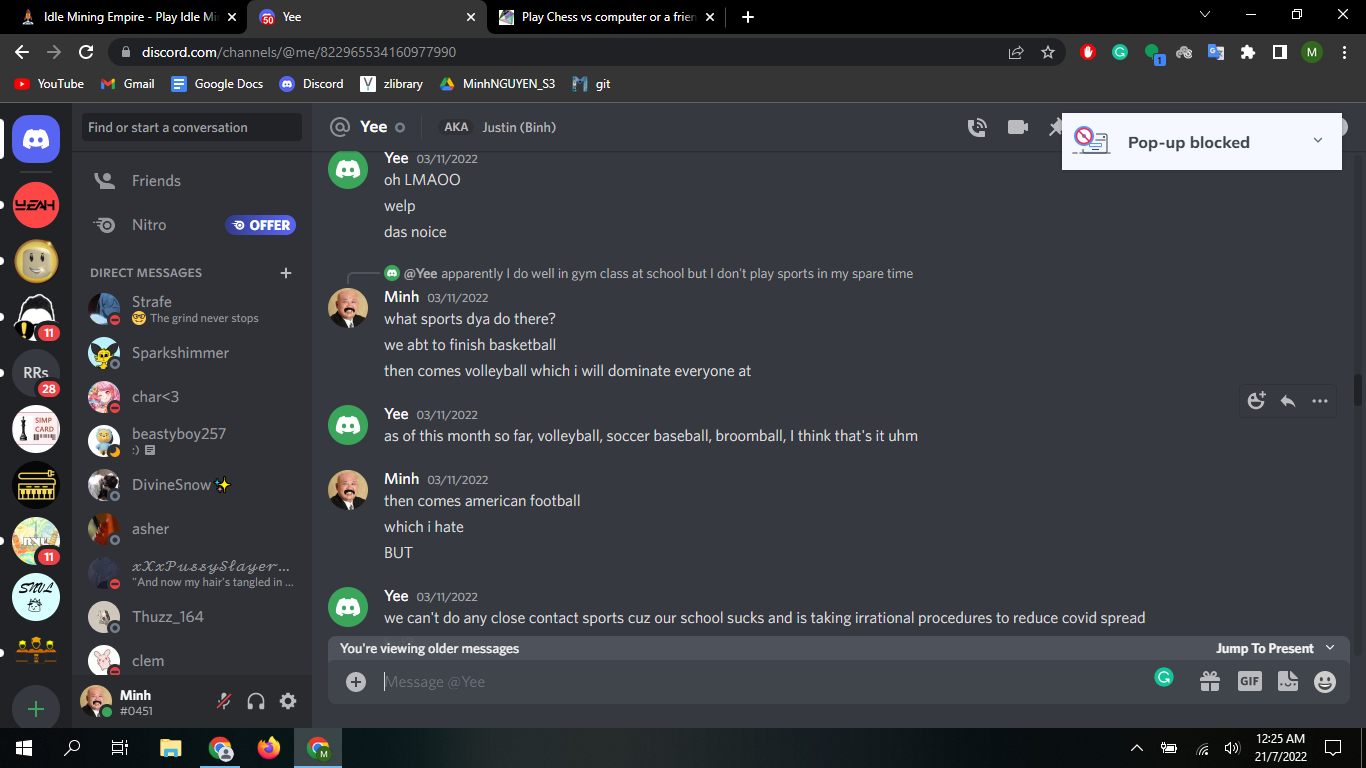 Idle Mining Empire - Play Idle Mi
50
Yee
Play Chess vs computer or a frien
discord.com/channels/@me/822965534160977990
1
M
YouTube
Gmail
Google Docs
Discord
zlibrary
MinhNGUYEN_S3
git
Find or start a conversation
Yee
AKA
Justin (Binh)
Pop-up blocked
YEAH
11
RRs
28
SIMP
CARD
11
SNVL
Friends
Nitro
OFFER
DIRECT MESSAGES
Strafe
The grind never stops
Sparkshimmer
char<3
beastyboy257
:)
DivineSnow✨
asher
xXxPussySlayer...
"And now my hair's tangled in ...
Thuzz_164
clem
Minh
#0451
Yee 03/11/2022
oh LMAOO
welp
das noice
@Yee apparently I do well in gym class at school but I don't play sports in my spare time
Minh 03/11/2022
what sports dya do there?
we abt to finish basketball
then comes volleyball which i will dominate everyone at
Yee 03/11/2022
as of this month so far, volleyball, soccer baseball, broomball, I think that's it uhm
Minh 03/11/2022
then comes american football
which i hate
BUT
Yee 03/11/2022
we can't do any close contact sports cuz our school sucks and is taking irrational procedures to reduce covid spread
You're viewing older messages
Jump To Present
Message @Yee
GIF
12:25 AM
21/7/2022